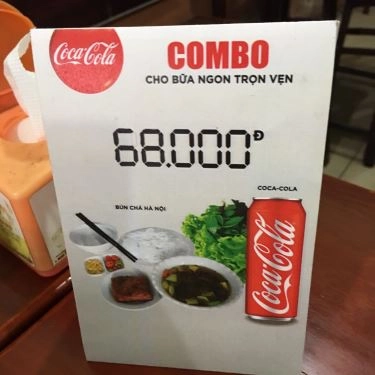 Coca-Cola
COMBO
CHO BỮA NGON TRỌN VẸN
68.000Đ
COCA-COLA
BÚN CHẢ HÀ NỘI
Coca-Cola